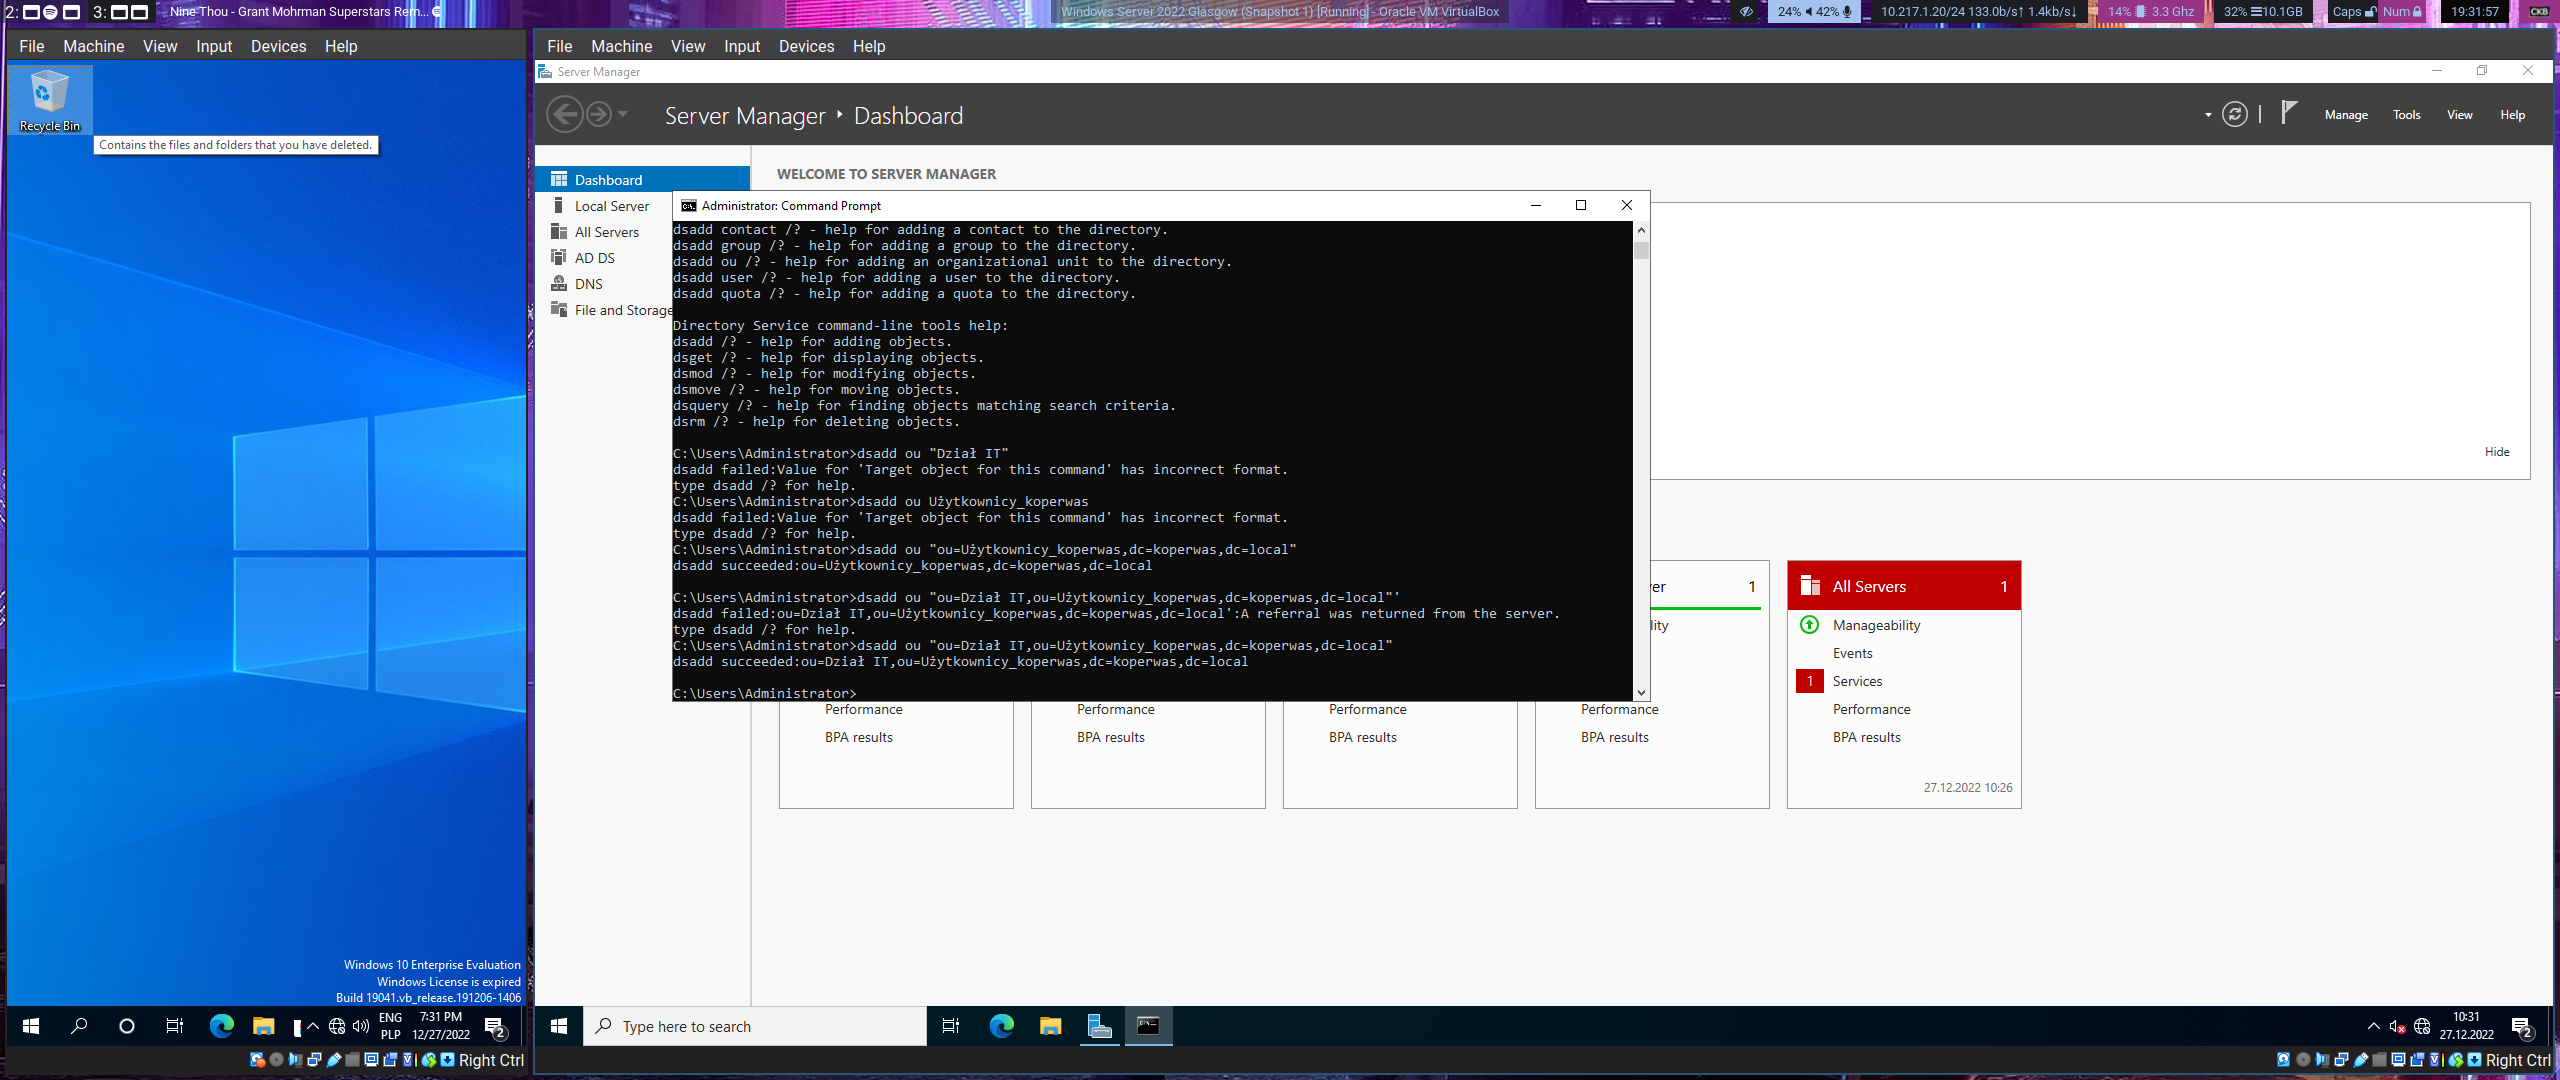 2:
3:
Nine Thou - Grant Mohrman Superstars Rem...
Windows Server 2022 Glasgow (Snapshot 1) [Running] - Oracle VM VirtualBox
24% 42%
10.217.1.20/24 133.0b/s↑ 1.4kb/s↓
14% 3.3 Ghz
32% 10.1GB
Caps Num
19:31:57
CKB
File Machine View Input Devices Help
Recycle Bin
Contains the files and folders that you have deleted.
Windows 10 Enterprise Evaluation
Windows License is expired
Build 19041.vb_release.191206-1406
ENG
PLP
7:31 PM
12/27/2022
2
Right Ctrl
File Machine View Input Devices Help
Server Manager
Server Manager Dashboard
Manage Tools View Help
Dashboard
Local Server
All Servers
AD DS
DNS
File and Storage
WELCOME TO SERVER MANAGER
Hide
Administrator: Command Prompt
dsadd contact /? - help for adding a contact to the directory.
dsadd group /? - help for adding a group to the directory.
dsadd ou /? - help for adding an organizational unit to the directory.
dsadd user /? - help for adding a user to the directory.
dsadd quota /? - help for adding a quota to the directory.
Directory Service command-line tools help:
dsadd /? - help for adding objects.
dsget /? - help for displaying objects.
dsmod /? - help for modifying objects.
dsmove /? - help for moving objects.
dsquery /? - help for finding objects matching search criteria.
dsrm /? - help for deleting objects.
C:\Users\Administrator>dsadd ou "Dział IT"
dsadd failed:Value for 'Target object for this command' has incorrect format.
type dsadd /? for help.
C:\Users\Administrator>dsadd ou Użytkownicy_koperwas
dsadd failed:Value for 'Target object for this command' has incorrect format.
type dsadd /? for help.
C:\Users\Administrator>dsadd ou "ou=Użytkownicy_koperwas,dc=koperwas,dc=local"
dsadd succeeded:ou=Użytkownicy_koperwas,dc=koperwas,dc=local
C:\Users\Administrator>dsadd ou "ou=Dział IT,ou=Użytkownicy_koperwas,dc=koperwas,dc=local"'
dsadd failed:ou=Dział IT,ou=Użytkownicy_koperwas,dc=koperwas,dc=local':A referral was returned from the server.
type dsadd /? for help.
C:\Users\Administrator>dsadd ou "ou=Dział IT,ou=Użytkownicy_koperwas,dc=koperwas,dc=local"
dsadd succeeded:ou=Dział IT,ou=Użytkownicy_koperwas,dc=koperwas,dc=local
C:\Users\Administrator>
Performance
BPA results
Performance
BPA results
Performance
BPA results
er 1
lity
Performance
BPA results
All Servers 1
Manageability
Events
1 Services
Performance
BPA results
27.12.2022 10:26
Type here to search
10:31
27.12.2022
2
Right Ctrl